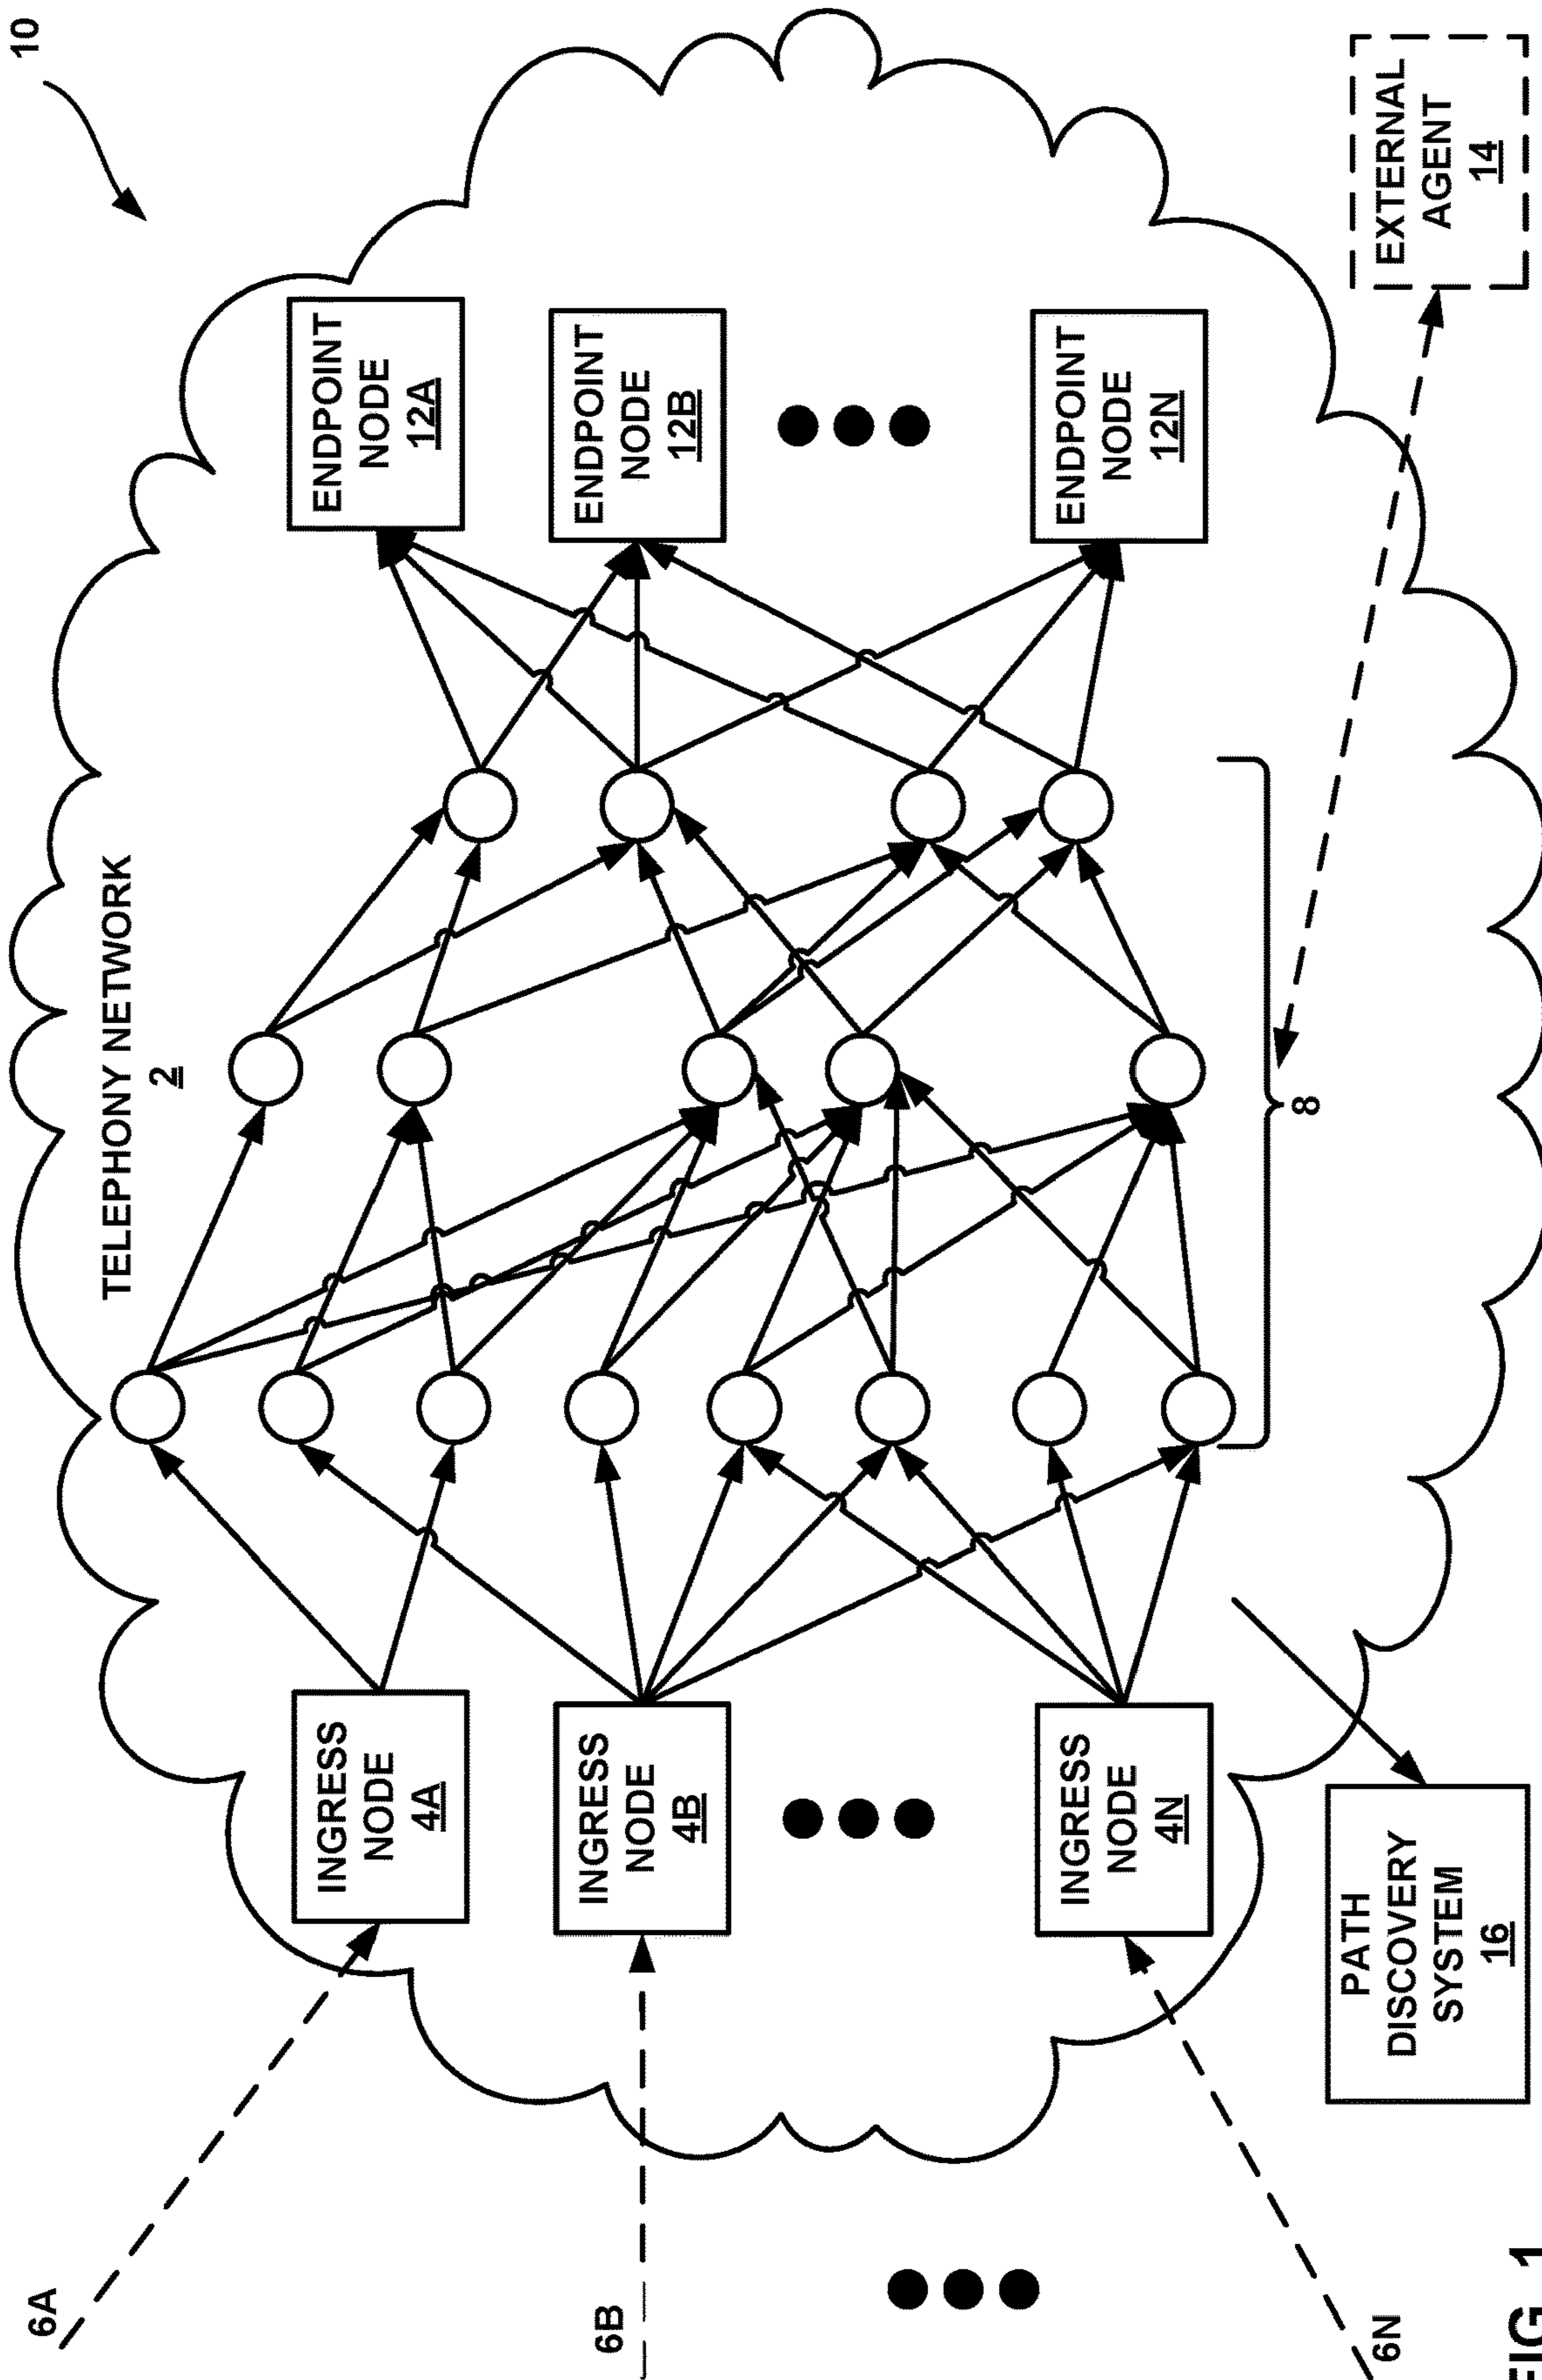 10
TELEPHONY NETWORK
2
6A
INGRESS
NODE
4A
ENDPOINT
NODE
12A
6B
INGRESS
NODE
4B
ENDPOINT
NODE
12B
6N
INGRESS
NODE
4N
ENDPOINT
NODE
12N
8
PATH
DISCOVERY
SYSTEM
16
EXTERNAL
AGENT
14
FIG. 1